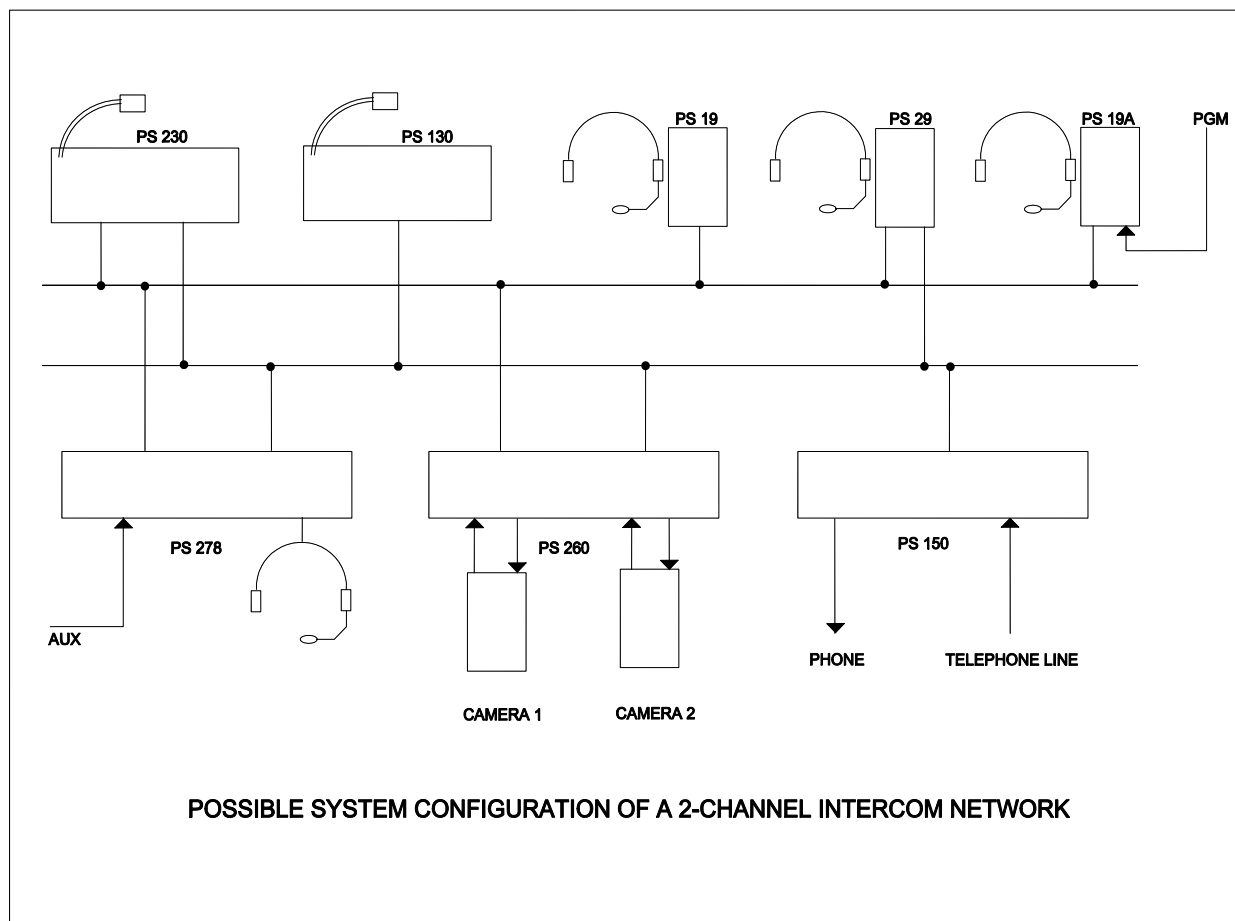 PS 230
PS 130
PS 19
PS 29
PS 19A
PGM
PS 278
PS 260
PS 150
AUX
PHONE
TELEPHONE LINE
CAMERA 1
CAMERA 2
POSSIBLE SYSTEM CONFIGURATION OF A 2-CHANNEL INTERCOM NETWORK